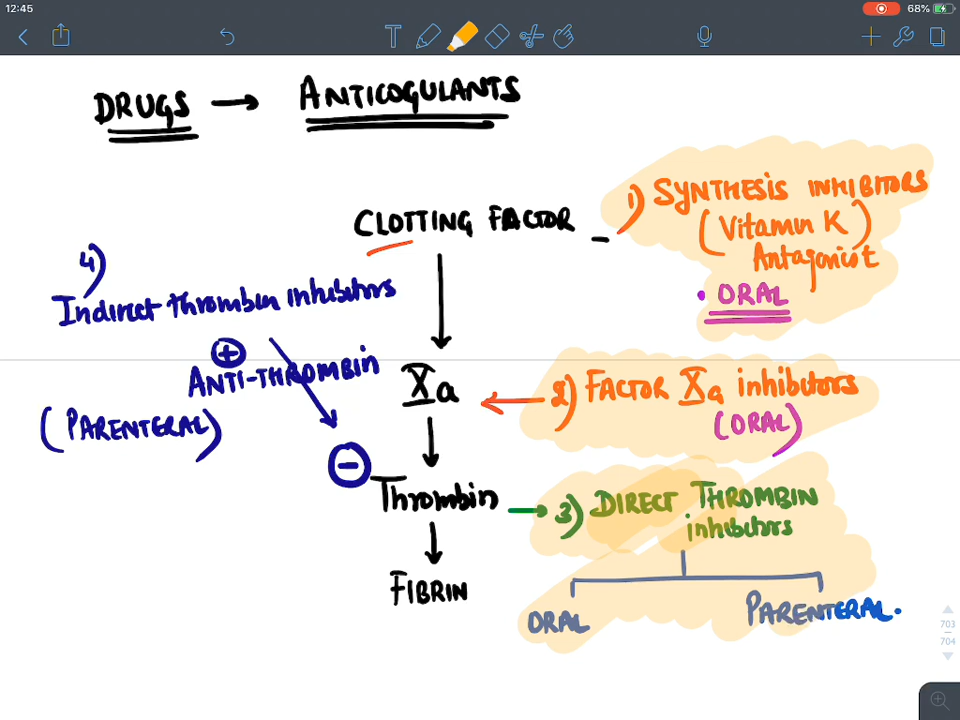 12:45
68%
T
DRUGS → ANTICOGULANTS
CLOTTING FACTOR –
1) SYNTHESIS INHIBITORS
(Vitamin K)
Antagonist
• ORAL
4)
Indirect thrombin inhibitors
+
ANTI-THROMBIN
(PARENTERAL)
Xa
2) FACTOR Xa inhibitors
(ORAL)
–
Thrombin
3) DIRECT THROMBIN
inhibitors
FIBRIN
ORAL
PARENTERAL.
703
704